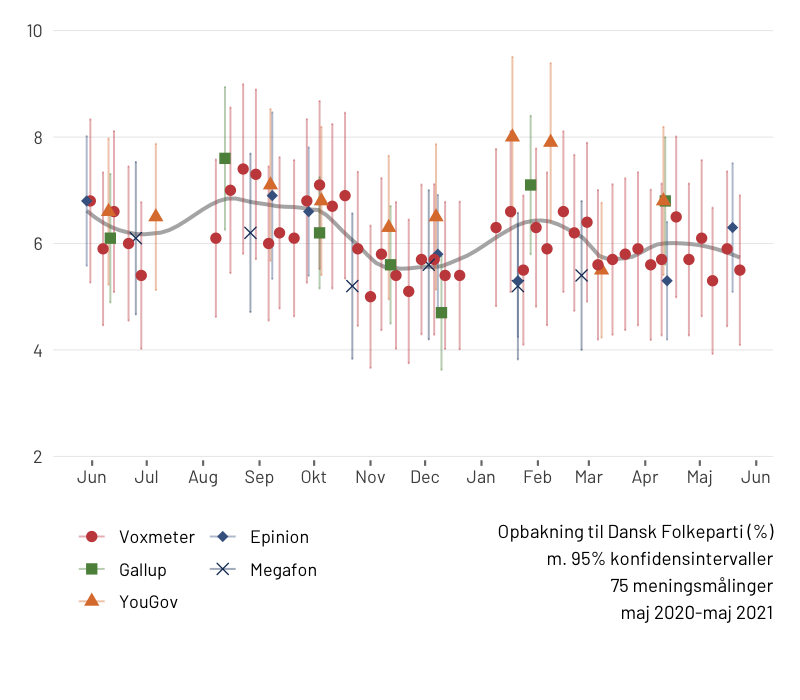 10
8
6
4
2
Jun Jul Aug Sep Okt Nov Dec Jan Feb Mar Apr Maj Jun
Voxmeter Epinion
Gallup Megafon
YouGov
Opbakning til Dansk Folkeparti (%)
m. 95% konfidensintervaller
75 meningsmålinger
maj 2020-maj 2021